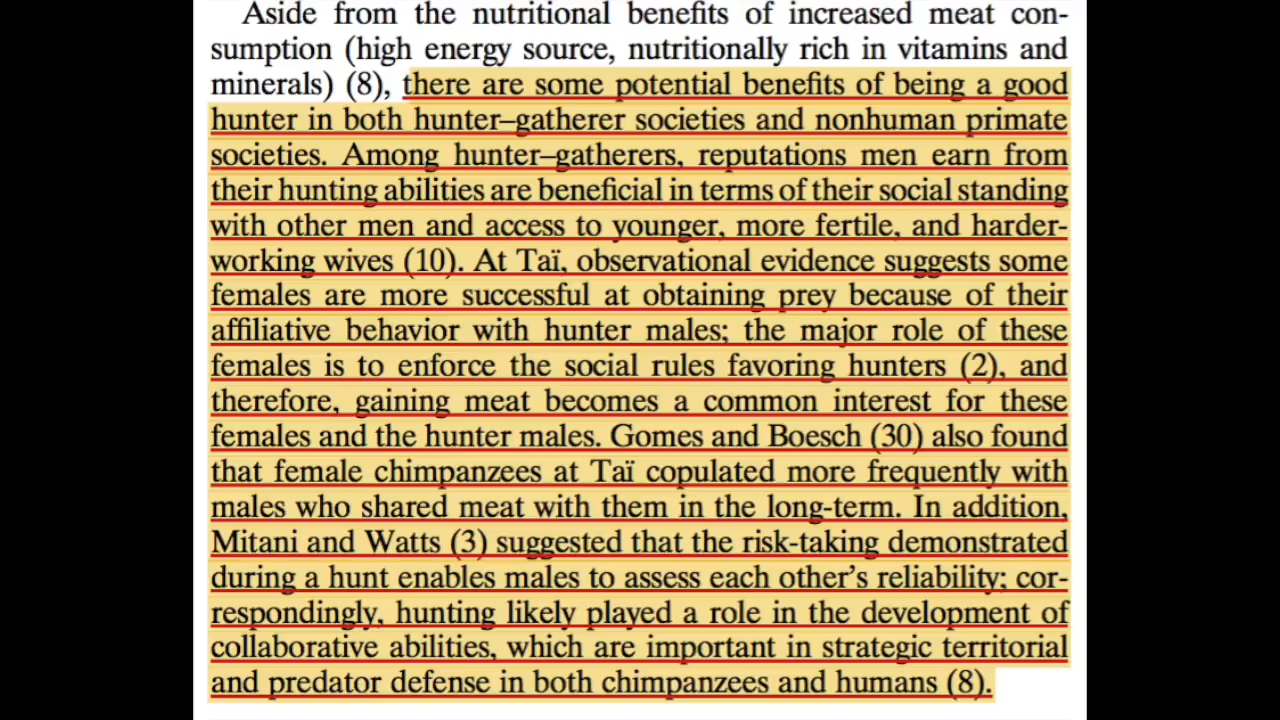 Aside from the nutritional benefits of increased meat con-
sumption (high energy source, nutritionally rich in vitamins and
minerals) (8), there are some potential benefits of being a good
hunter in both hunter–gatherer societies and nonhuman primate
societies. Among hunter–gatherers, reputations men earn from
their hunting abilities are beneficial in terms of their social standing
with other men and access to younger, more fertile, and harder-
working wives (10). At Taï, observational evidence suggests some
females are more successful at obtaining prey because of their
affiliative behavior with hunter males; the major role of these
females is to enforce the social rules favoring hunters (2), and
therefore, gaining meat becomes a common interest for these
females and the hunter males. Gomes and Boesch (30) also found
that female chimpanzees at Taï copulated more frequently with
males who shared meat with them in the long-term. In addition,
Mitani and Watts (3) suggested that the risk-taking demonstrated
during a hunt enables males to assess each other’s reliability; cor-
respondingly, hunting likely played a role in the development of
collaborative abilities, which are important in strategic territorial
and predator defense in both chimpanzees and humans (8).